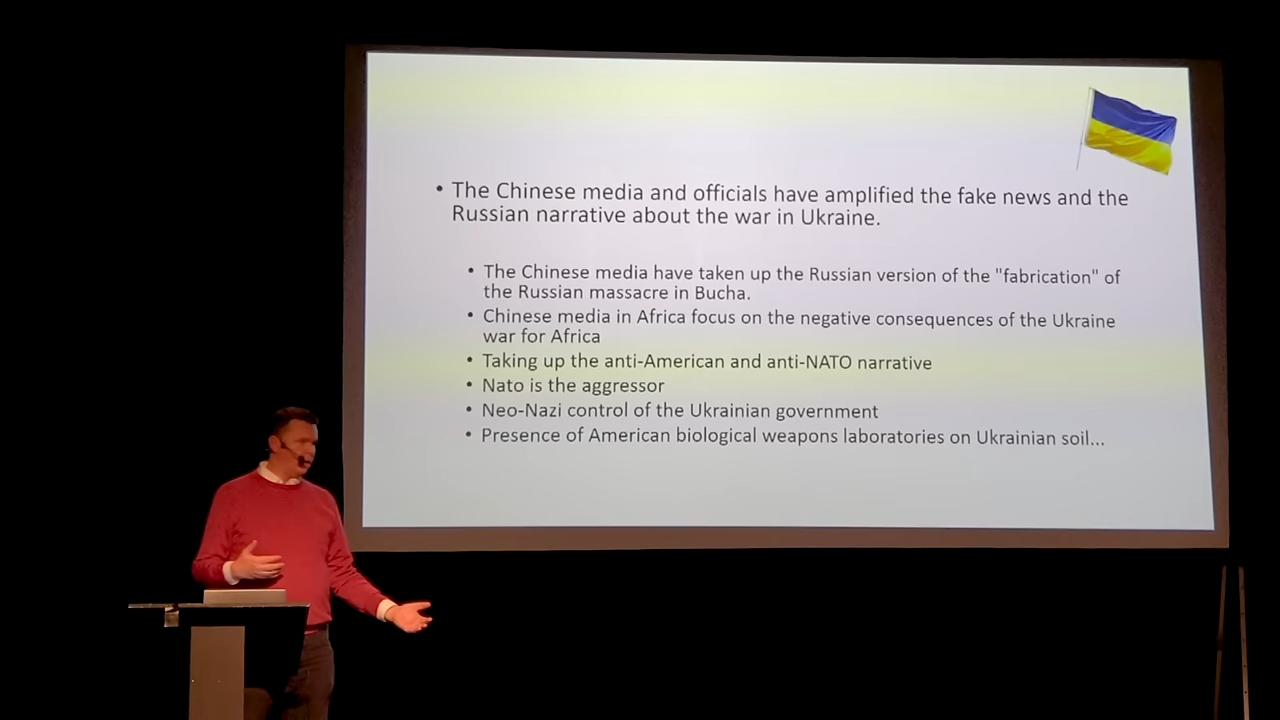 • The Chinese media and officials have amplified the fake news and the
Russian narrative about the war in Ukraine.
• The Chinese media have taken up the Russian version of the "fabrication" of
the Russian massacre in Bucha.
• Chinese media in Africa focus on the negative consequences of the Ukraine
war for Africa
• Taking up the anti-American and anti-NATO narrative
• Nato is the aggressor
• Neo-Nazi control of the Ukrainian government
• Presence of American biological weapons laboratories on Ukrainian soil...